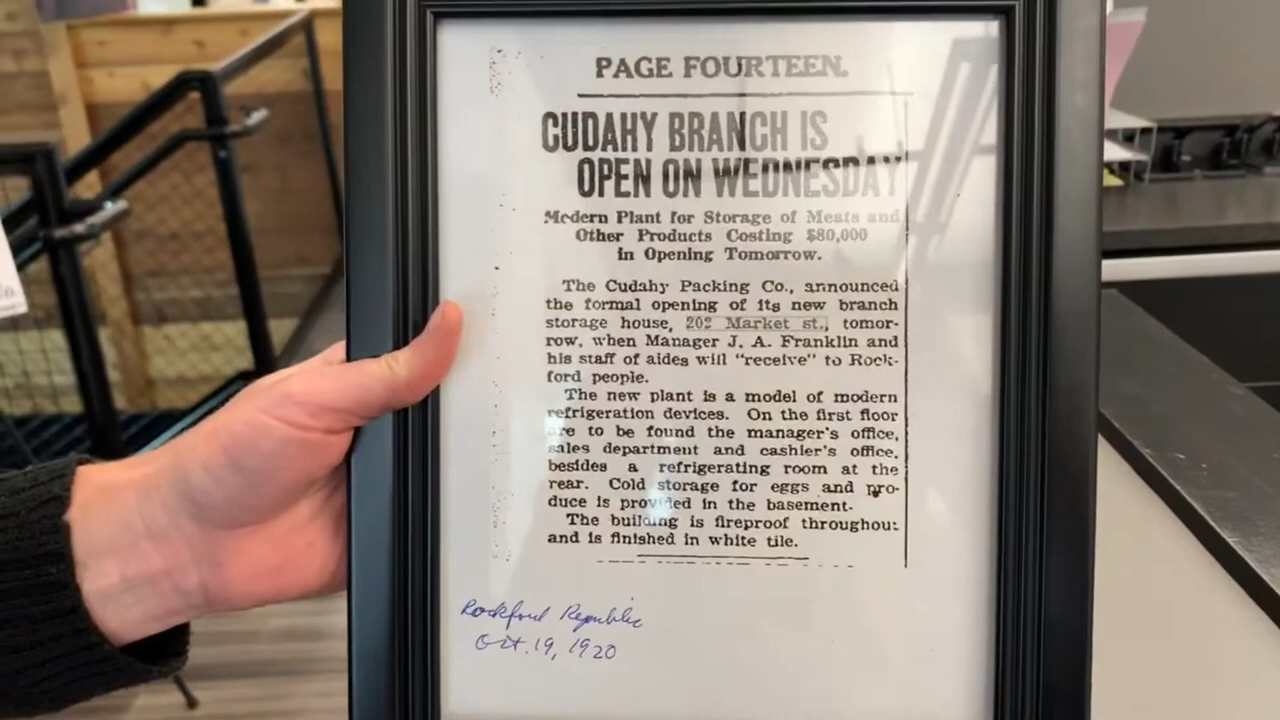 PAGE FOURTEEN.
CUDAHY BRANCH IS
OPEN ON WEDNESDAY
Modern Plant for Storage of Meats and
Other Products Costing $80,000
in Opening Tomorrow.
The Cudahy Packing Co., announced
the formal opening of its new branch
storage house, 202 Market st., tomor-
row, when Manager J. A. Franklin and
his staff of aides will "receive" to Rock-
ford people.
The new plant is a model of modern
refrigeration devices. On the first floor
are to be found the manager's office,
sales department and cashier's office,
besides a refrigerating room at the
rear. Cold storage for eggs and pro-
duce is provided in the basement.
The building is fireproof throughout
and is finished in white tile.
Rockford Republic
Oct. 19, 1920